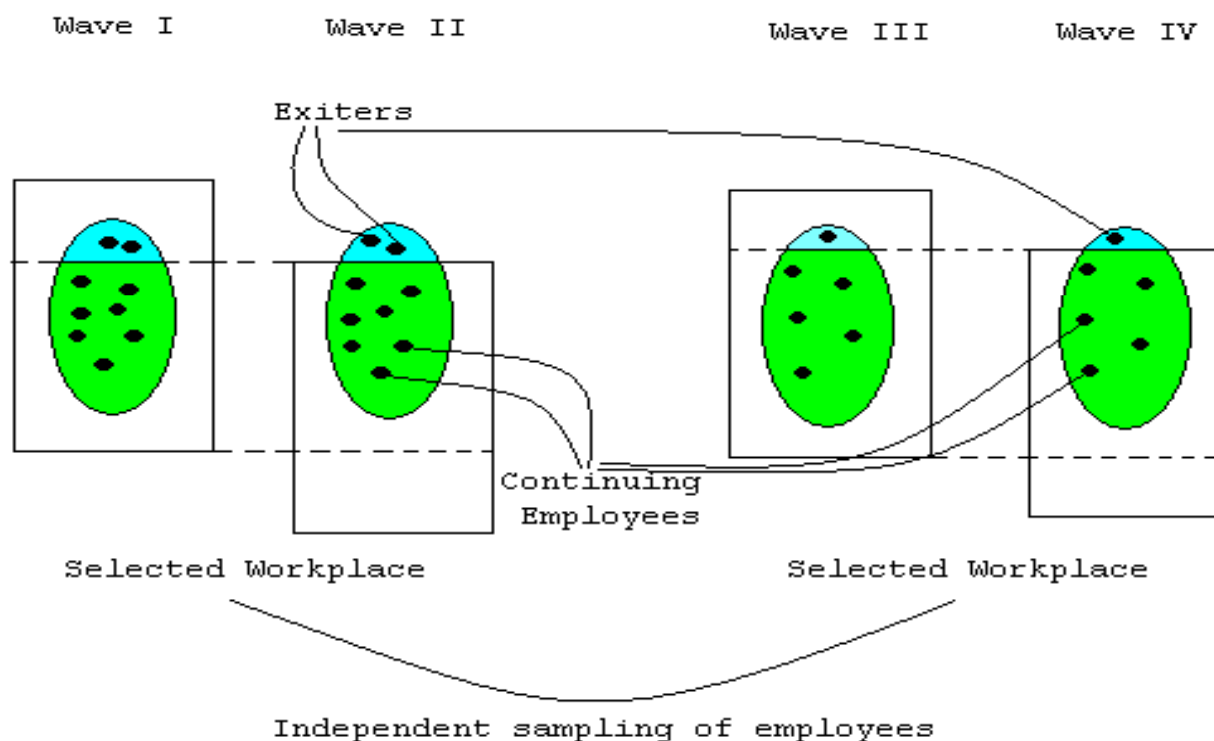 Wave I
Wave II
Wave III
Wave IV
Exiters
Continuing
Employees
Selected Workplace
Selected Workplace
Independent sampling of employees